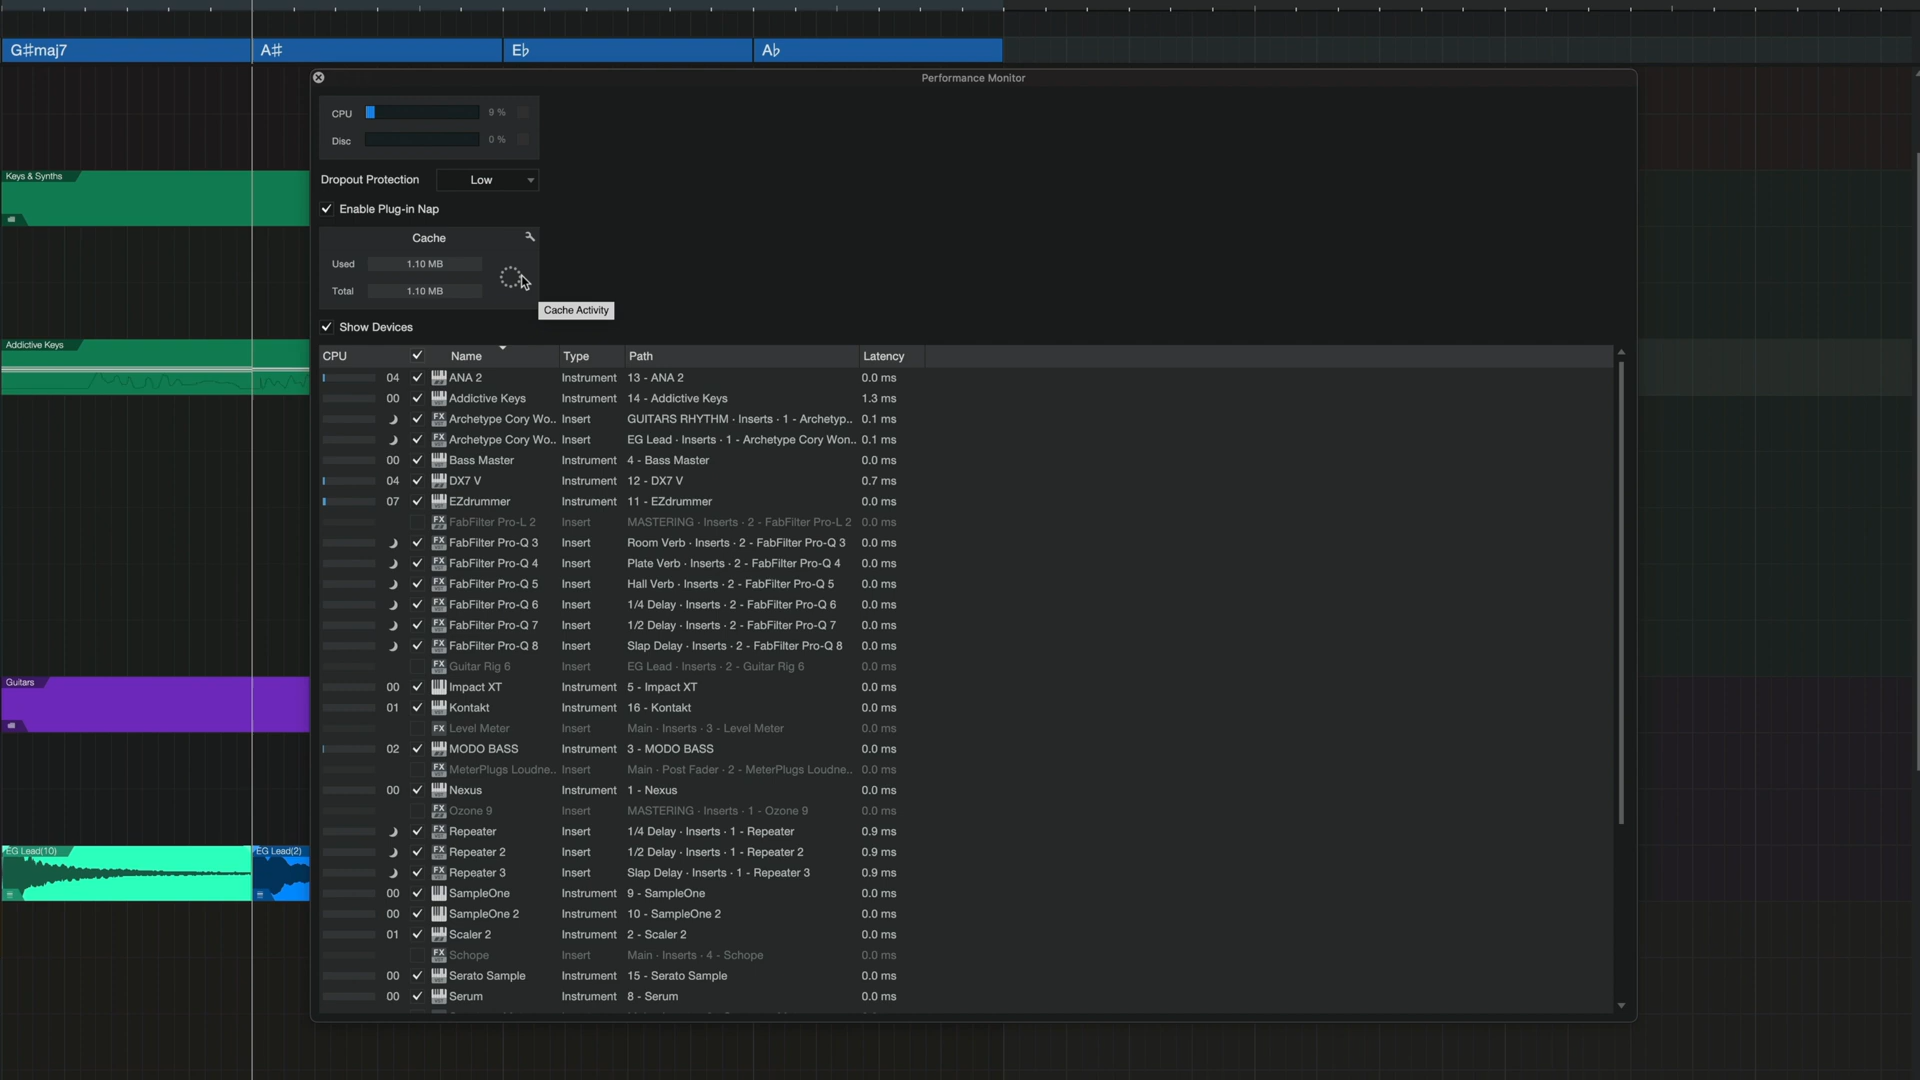 G#maj7 A# E♭ A♭
Performance Monitor
CPU 9 %
Disc 0 %
Dropout Protection Low
Enable Plug-in Nap
Cache
Used 1.10 MB
Total 1.10 MB
Cache Activity
Show Devices
Keys & Synths
Addictive Keys
Guitars
EG Lead(10) EG Lead(2)
CPU Name Type Path Latency
04 ANA 2 Instrument 13 - ANA 2 0.0 ms
00 Addictive Keys Instrument 14 - Addictive Keys 1.3 ms
FX Archetype Cory Wo.. Insert GUITARS RHYTHM · Inserts · 1 - Archetyp.. 0.1 ms
FX Archetype Cory Wo.. Insert EG Lead · Inserts · 1 - Archetype Cory Won.. 0.1 ms
00 Bass Master Instrument 4 - Bass Master 0.0 ms
04 DX7 V Instrument 12 - DX7 V 0.7 ms
07 EZdrummer Instrument 11 - EZdrummer 0.0 ms
FX FabFilter Pro-L 2 Insert MASTERING · Inserts · 2 - FabFilter Pro-L 2 0.0 ms
FX FabFilter Pro-Q 3 Insert Room Verb · Inserts · 2 - FabFilter Pro-Q 3 0.0 ms
FX FabFilter Pro-Q 4 Insert Plate Verb · Inserts · 2 - FabFilter Pro-Q 4 0.0 ms
FX FabFilter Pro-Q 5 Insert Hall Verb · Inserts · 2 - FabFilter Pro-Q 5 0.0 ms
FX FabFilter Pro-Q 6 Insert 1/4 Delay · Inserts · 2 - FabFilter Pro-Q 6 0.0 ms
FX FabFilter Pro-Q 7 Insert 1/2 Delay · Inserts · 2 - FabFilter Pro-Q 7 0.0 ms
FX FabFilter Pro-Q 8 Insert Slap Delay · Inserts · 2 - FabFilter Pro-Q 8 0.0 ms
FX Guitar Rig 6 Insert EG Lead · Inserts · 2 - Guitar Rig 6 0.0 ms
00 Impact XT Instrument 5 - Impact XT 0.0 ms
01 Kontakt Instrument 16 - Kontakt 0.0 ms
FX Level Meter Insert Main · Inserts · 3 - Level Meter 0.0 ms
02 MODO BASS Instrument 3 - MODO BASS 0.0 ms
FX MeterPlugs Loudne.. Insert Main · Post Fader · 2 - MeterPlugs Loudne.. 0.0 ms
00 Nexus Instrument 1 - Nexus 0.0 ms
FX Ozone 9 Insert MASTERING · Inserts · 1 - Ozone 9 0.0 ms
FX Repeater Insert 1/4 Delay · Inserts · 1 - Repeater 0.9 ms
FX Repeater 2 Insert 1/2 Delay · Inserts · 1 - Repeater 2 0.9 ms
FX Repeater 3 Insert Slap Delay · Inserts · 1 - Repeater 3 0.9 ms
00 SampleOne Instrument 9 - SampleOne 0.0 ms
00 SampleOne 2 Instrument 10 - SampleOne 2 0.0 ms
01 Scaler 2 Instrument 2 - Scaler 2 0.0 ms
FX Schope Insert Main · Inserts · 4 - Schope 0.0 ms
00 Serato Sample Instrument 15 - Serato Sample 0.0 ms
00 Serum Instrument 8 - Serum 0.0 ms